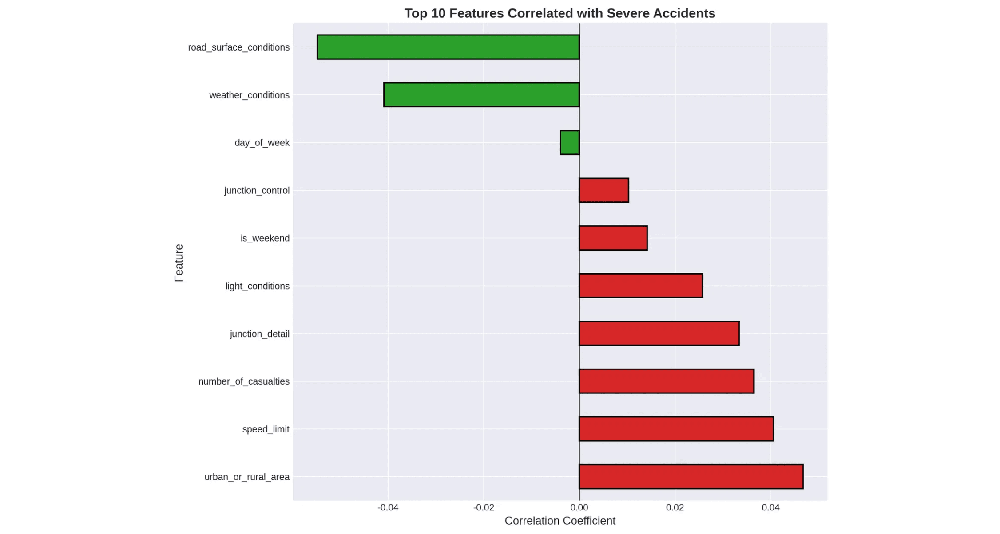 Top 10 Features Correlated with Severe Accidents
road_surface_conditions
weather_conditions
day_of_week
junction_control
is_weekend
Feature
light_conditions
junction_detail
number_of_casualties
speed_limit
urban_or_rural_area
-0.04 -0.02 0.00 0.02 0.04
Correlation Coefficient